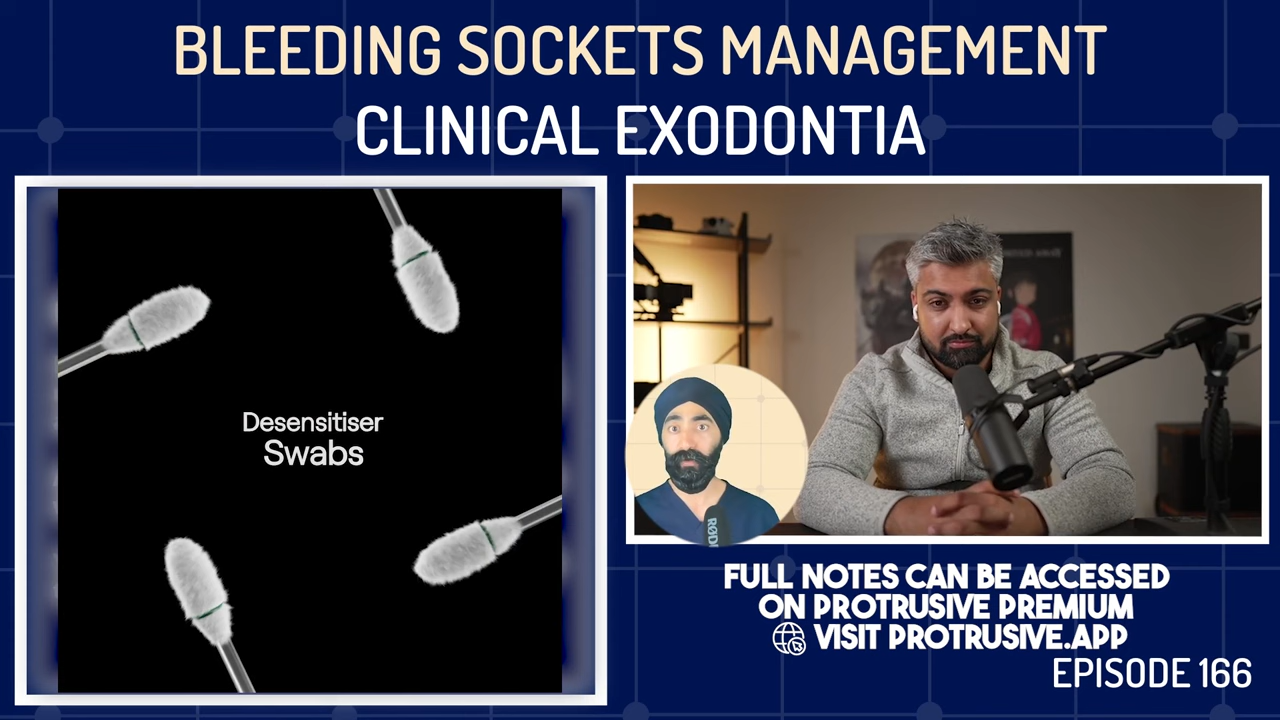 BLEEDING SOCKETS MANAGEMENT
CLINICAL EXODONTIA
Desensitiser
Swabs
RØDE
FULL NOTES CAN BE ACCESSED
ON PROTRUSIVE PREMIUM
VISIT PROTRUSIVE.APP
EPISODE 166